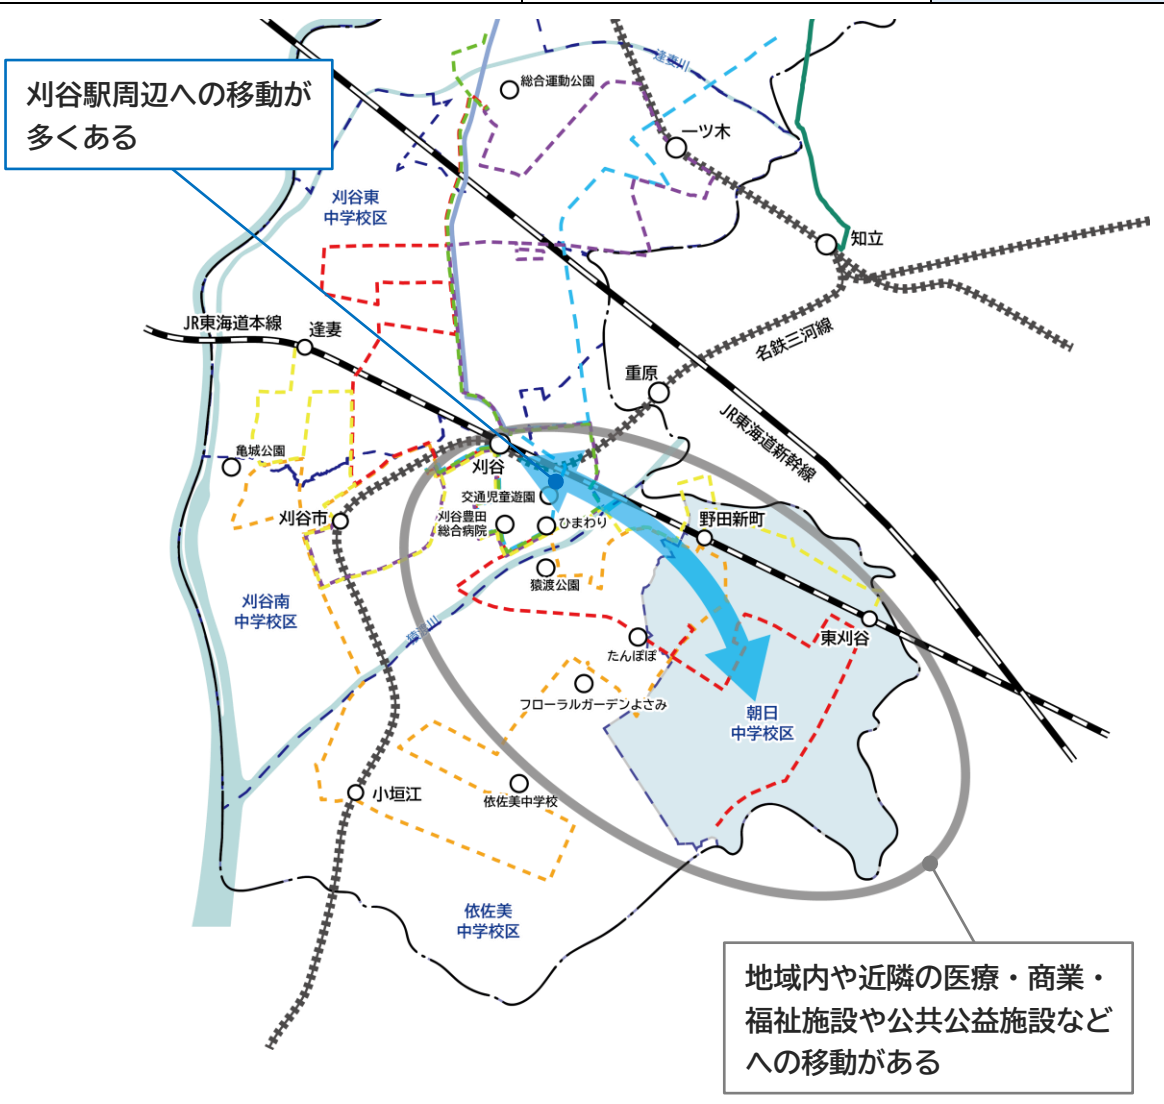 刈谷駅周辺への移動が
多くある
総合運動公園
逢妻川
一ツ木
刈谷東
中学校区
知立
JR東海道本線
逢妻
名鉄三河線
重原
JR東海道新幹線
亀城公園
刈谷
交通児童遊園
刈谷豊田
総合病院
ひまわり
刈谷市
野田新町
猿渡公園
刈谷南
中学校区
猿渡川
東刈谷
たんぽぽ
フローラルガーデンよさみ
朝日
中学校区
小垣江
依佐美中学校
依佐美
中学校区
地域内や近隣の医療・商業・
福祉施設や公共公益施設など
への移動がある